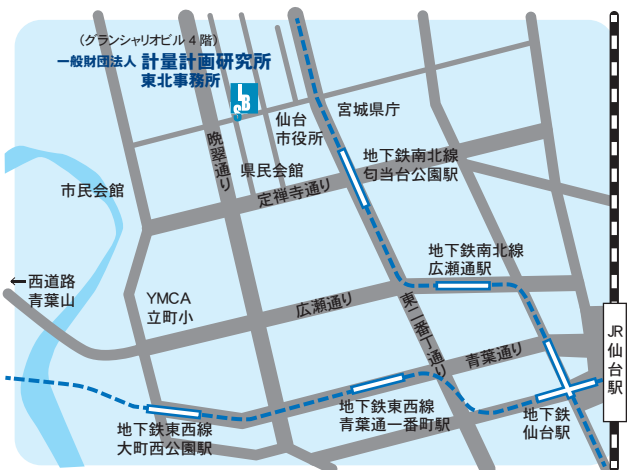 (グランシャリオビル 4 階)
一般財団法人 計量計画研究所
東北事務所
IBS
宮城県庁
仙台
市役所
晩翠通り
県民会館
地下鉄南北線
勾当台公園駅
市民会館
定禅寺通り
地下鉄南北線
広瀬通駅
←西道路
青葉山
YMCA
立町小
広瀬通り
東二番丁通り
青葉通り
JR
仙台駅
地下鉄東西線
青葉通一番町駅
地下鉄
仙台駅
地下鉄東西線
大町西公園駅